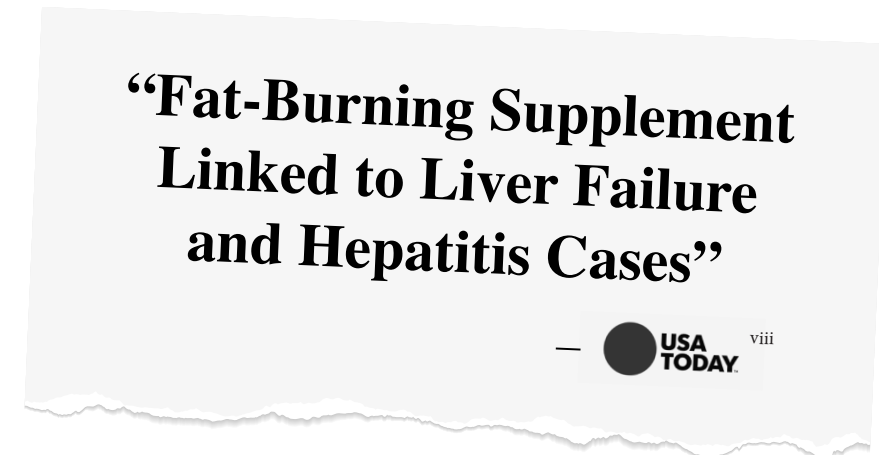 “Fat-Burning Supplement
Linked to Liver Failure
and Hepatitis Cases”
— USA TODAY viii